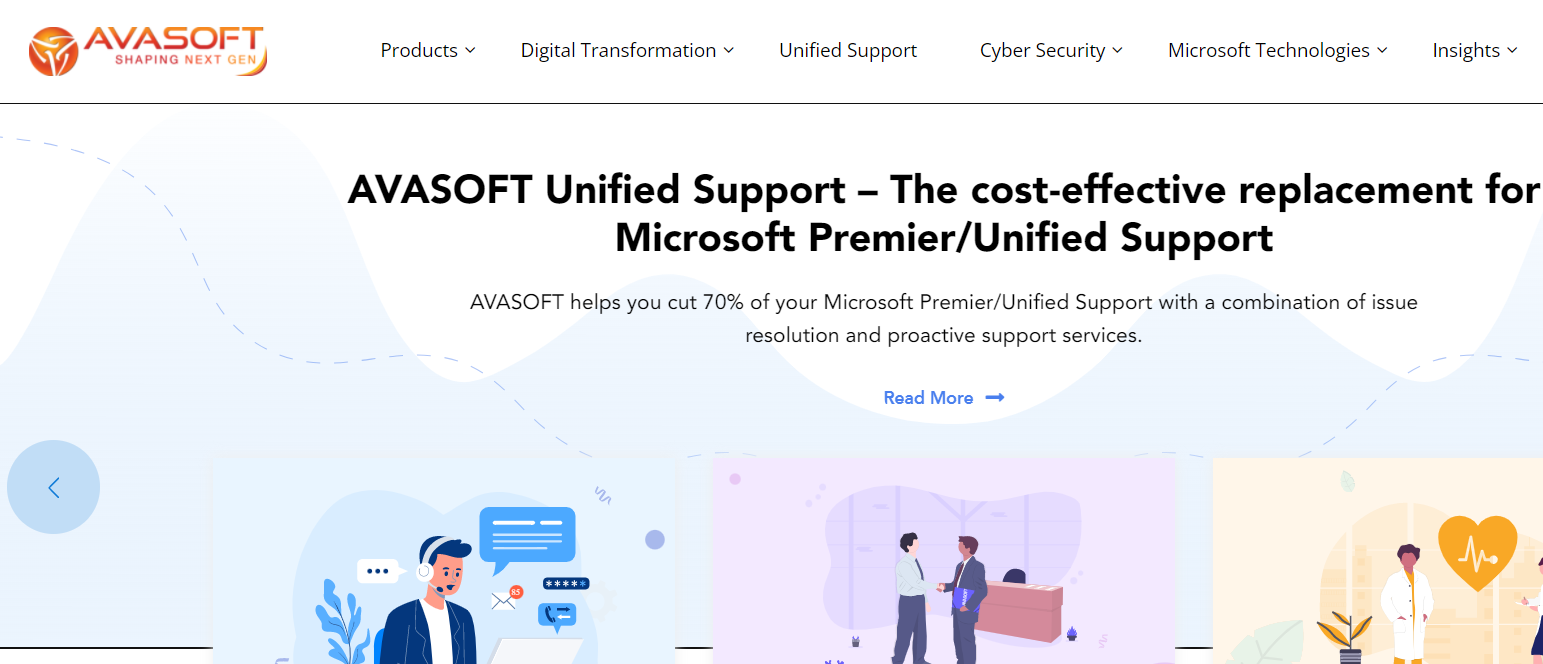 AVASOFT
SHAPING NEXT GEN
Products
Digital Transformation
Unified Support
Cyber Security
Microsoft Technologies
Insights
AVASOFT Unified Support – The cost-effective replacement for
Microsoft Premier/Unified Support
AVASOFT helps you cut 70% of your Microsoft Premier/Unified Support with a combination of issue
resolution and proactive support services.
Read More
85
*****